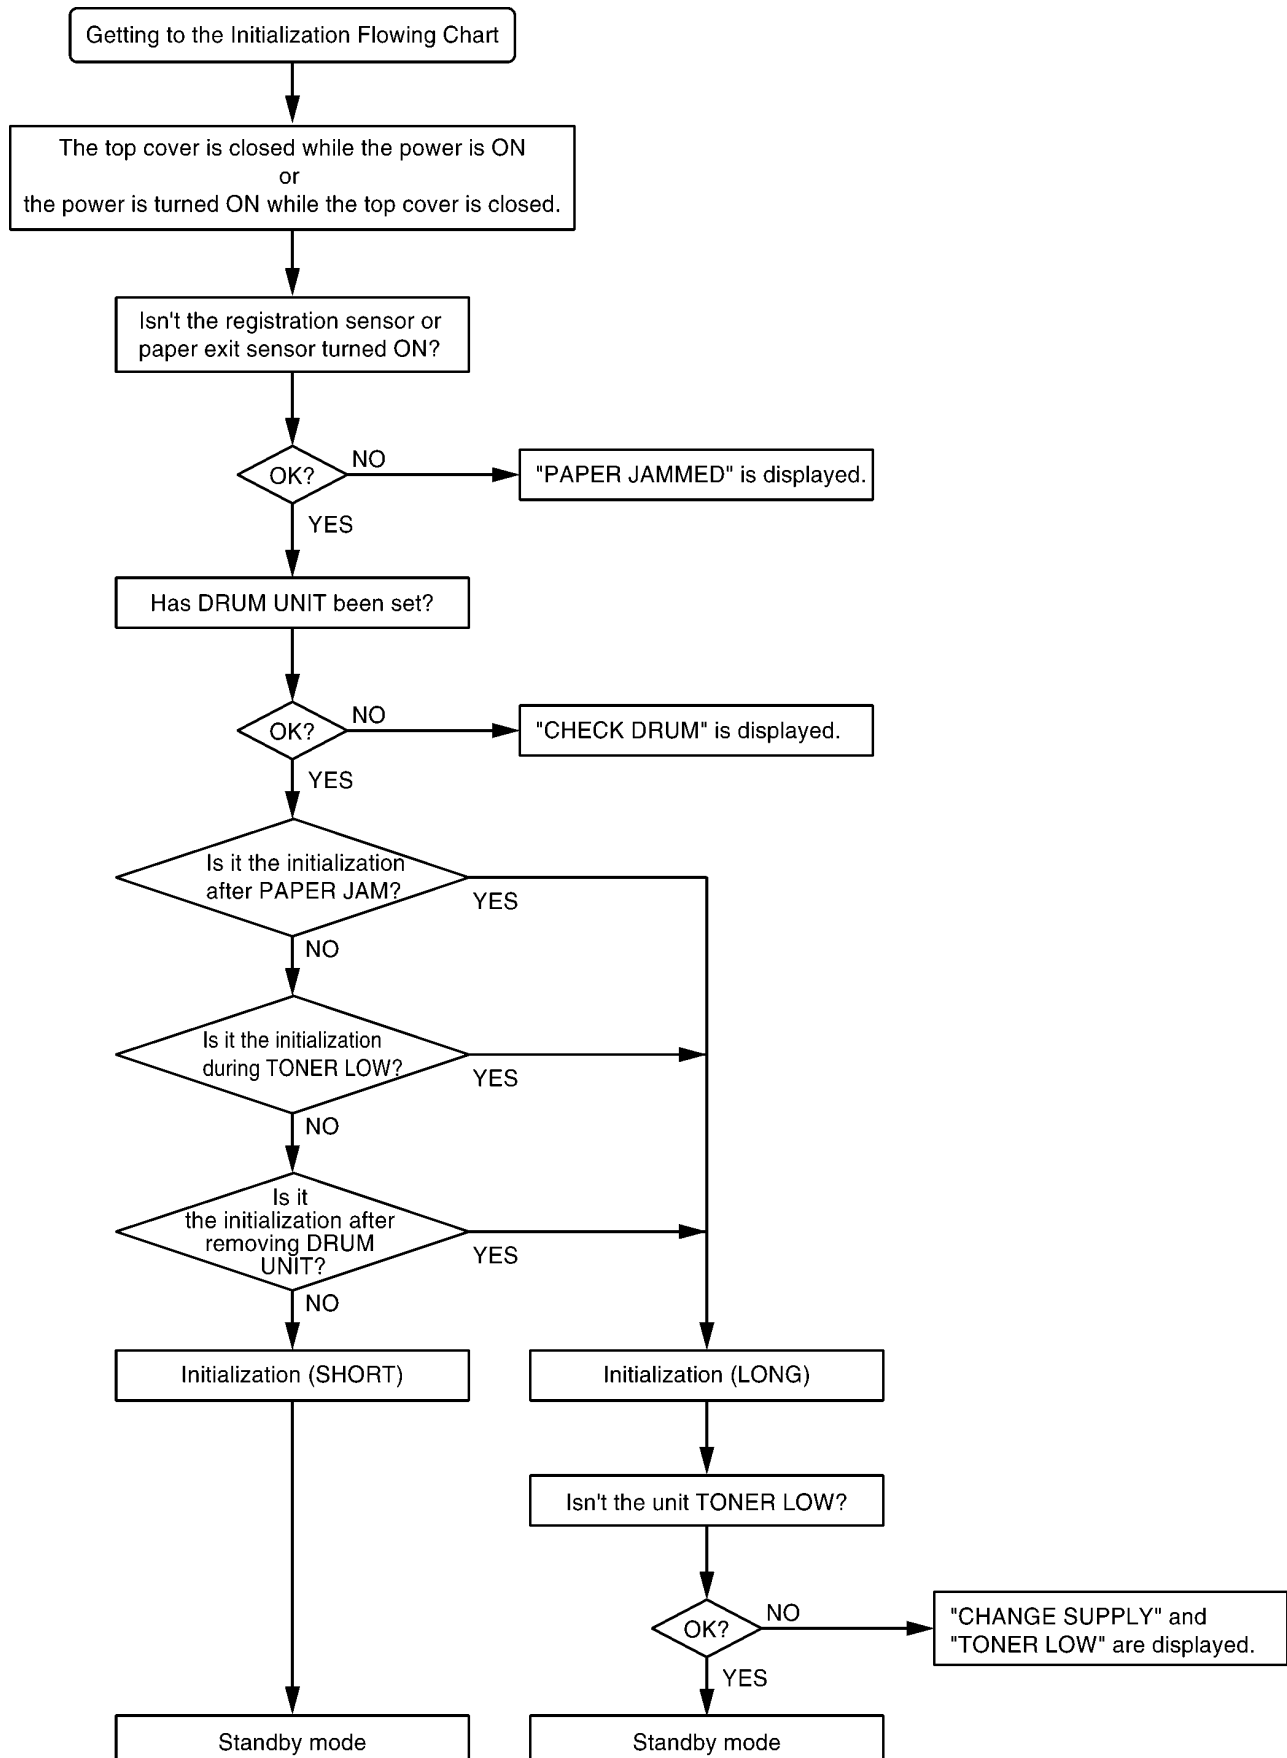 Getting to the Initialization Flowing Chart
The top cover is closed while the power is ON
or
the power is turned ON while the top cover is closed.
Isn't the registration sensor or
paper exit sensor turned ON?
OK?
NO
"PAPER JAMMED" is displayed.
YES
Has DRUM UNIT been set?
OK?
NO
"CHECK DRUM" is displayed.
YES
Is it the initialization
after PAPER JAM?
YES
NO
Is it the initialization
during TONER LOW?
YES
NO
Is it
the initialization after
removing DRUM
UNIT?
YES
NO
Initialization (SHORT)
Initialization (LONG)
Isn't the unit TONER LOW?
OK?
NO
"CHANGE SUPPLY" and
"TONER LOW" are displayed.
YES
Standby mode
Standby mode